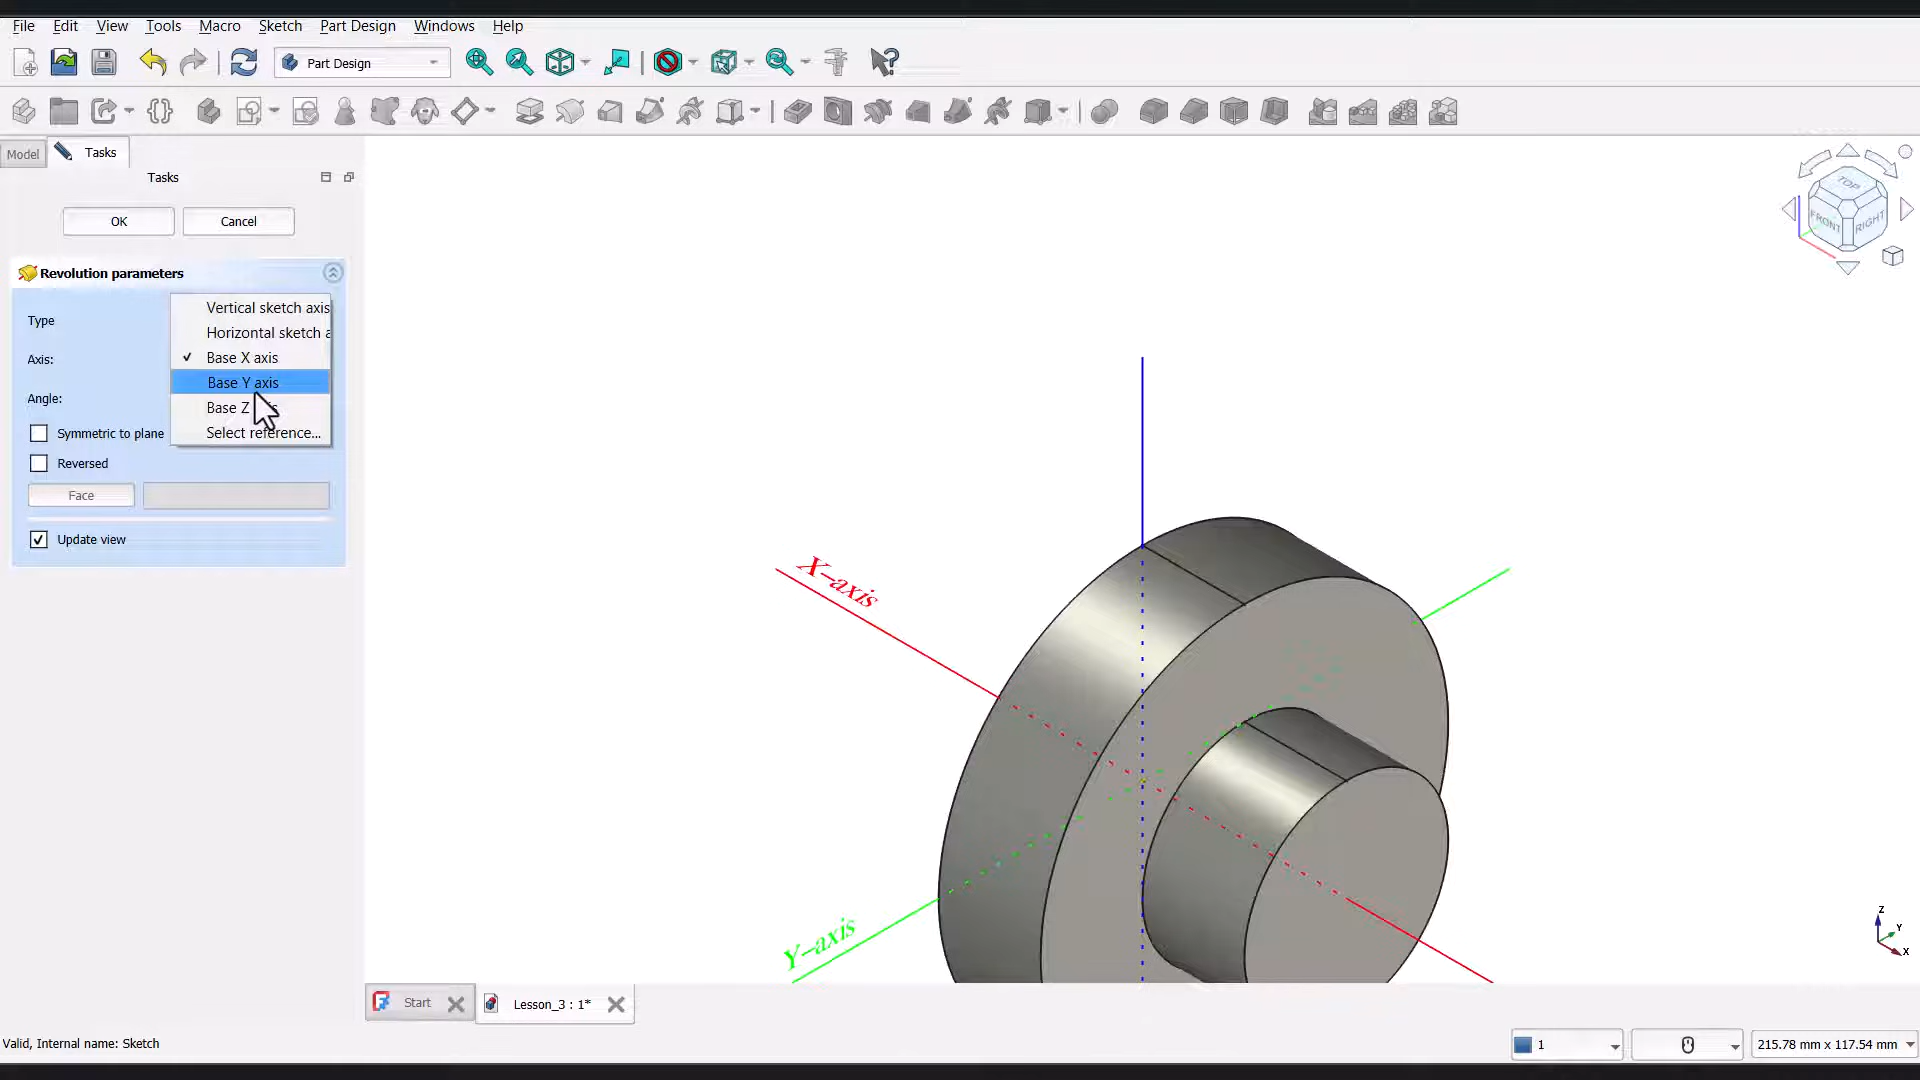 File Edit View Tools Macro Sketch Part Design Windows Help
Part Design
Model Tasks
Tasks
OK Cancel
Revolution parameters
Type
Vertical sketch axis
Horizontal sketch a
Axis:
Base X axis
Base Y axis
Angle:
Base Z
Symmetric to plane
Select reference...
Reversed
Face
Update view
TOP
FRONT
RIGHT
X-axis
Y-axis
Z
Y
X
Start
Lesson_3 : 1*
Valid, Internal name: Sketch
1
215.78 mm x 117.54 mm